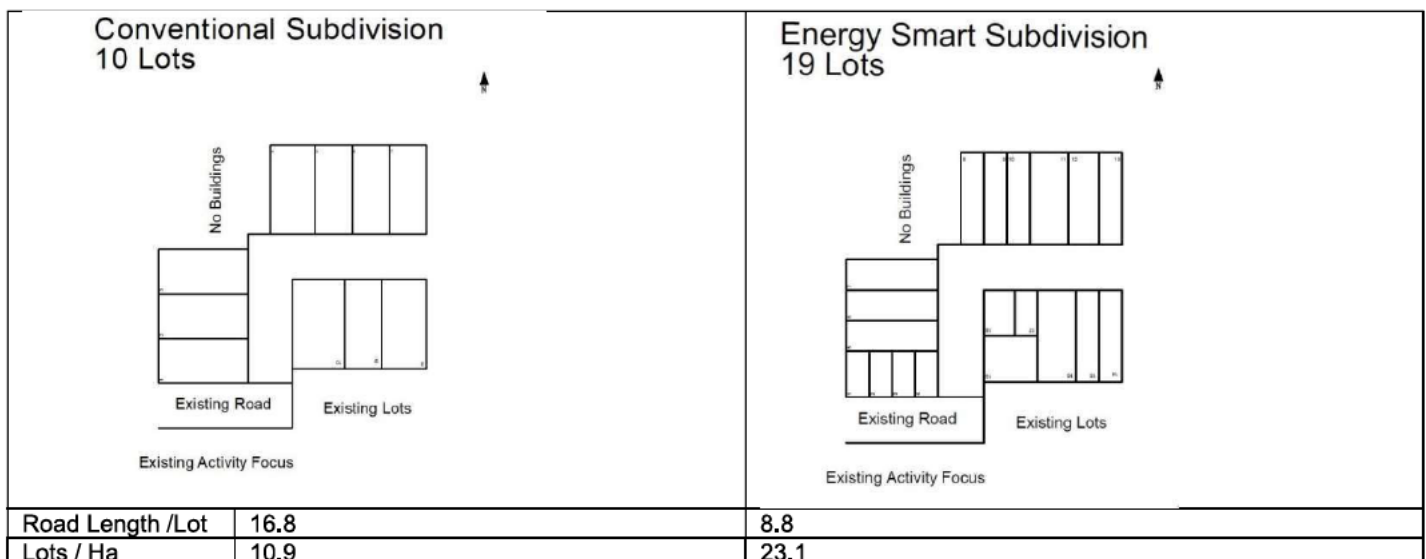 Conventional Subdivision
10 Lots
N
No Buildings
Existing Road
Existing Lots
Existing Activity Focus
Energy Smart Subdivision
19 Lots
N
No Buildings
Existing Road
Existing Lots
Existing Activity Focus
Road Length /Lot 16.8 8.8
Lots / Ha 10.9 23.1